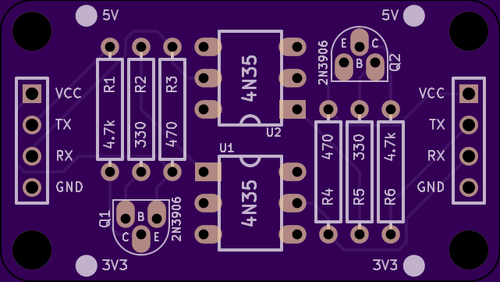 5V
5V
2N3906
E C
B
Q2
R1
R2
R3
4N35
VCC
TX
RX
GND
4.7k
330
470
U2
U1
470
330
4.7k
VCC
TX
RX
GND
4N35
R4
R5
R6
Q1
B
C E
2N3906
3V3
3V3